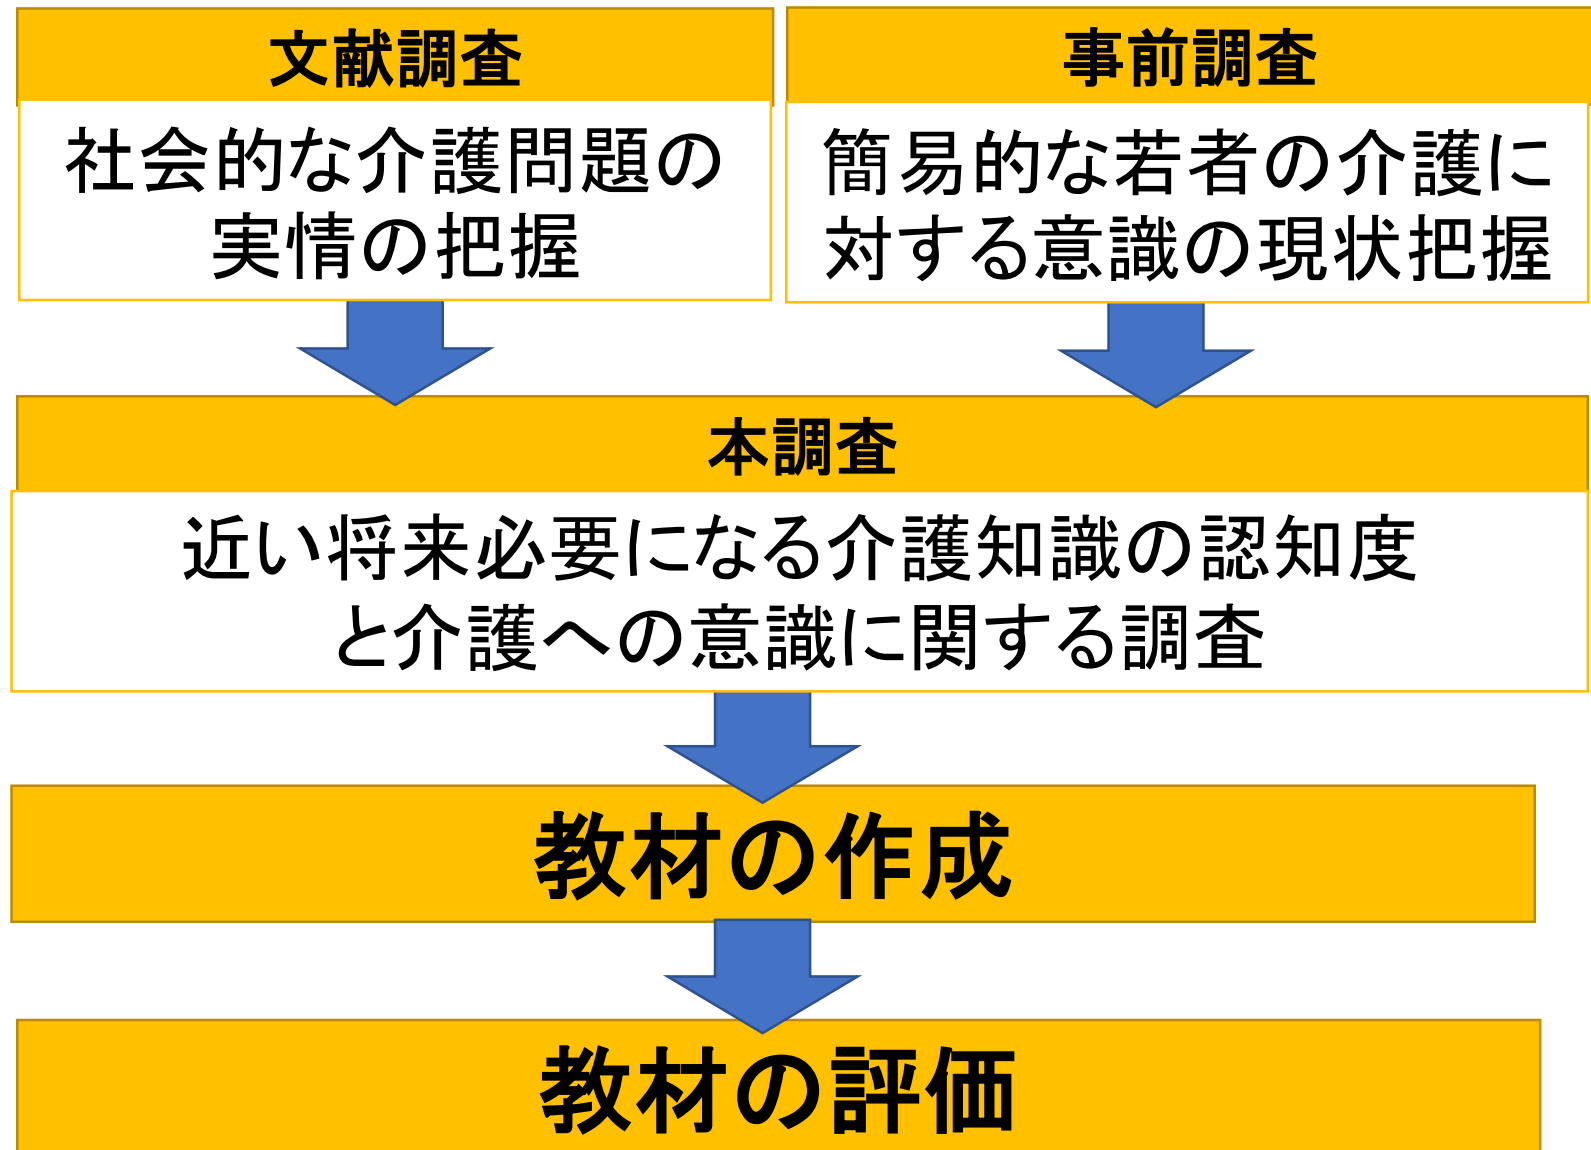 文献調査
社会的な介護問題の
実情の把握
事前調査
簡易的な若者の介護に
対する意識の現状把握
本調査
近い将来必要になる介護知識の認知度
と介護への意識に関する調査
教材の作成
教材の評価